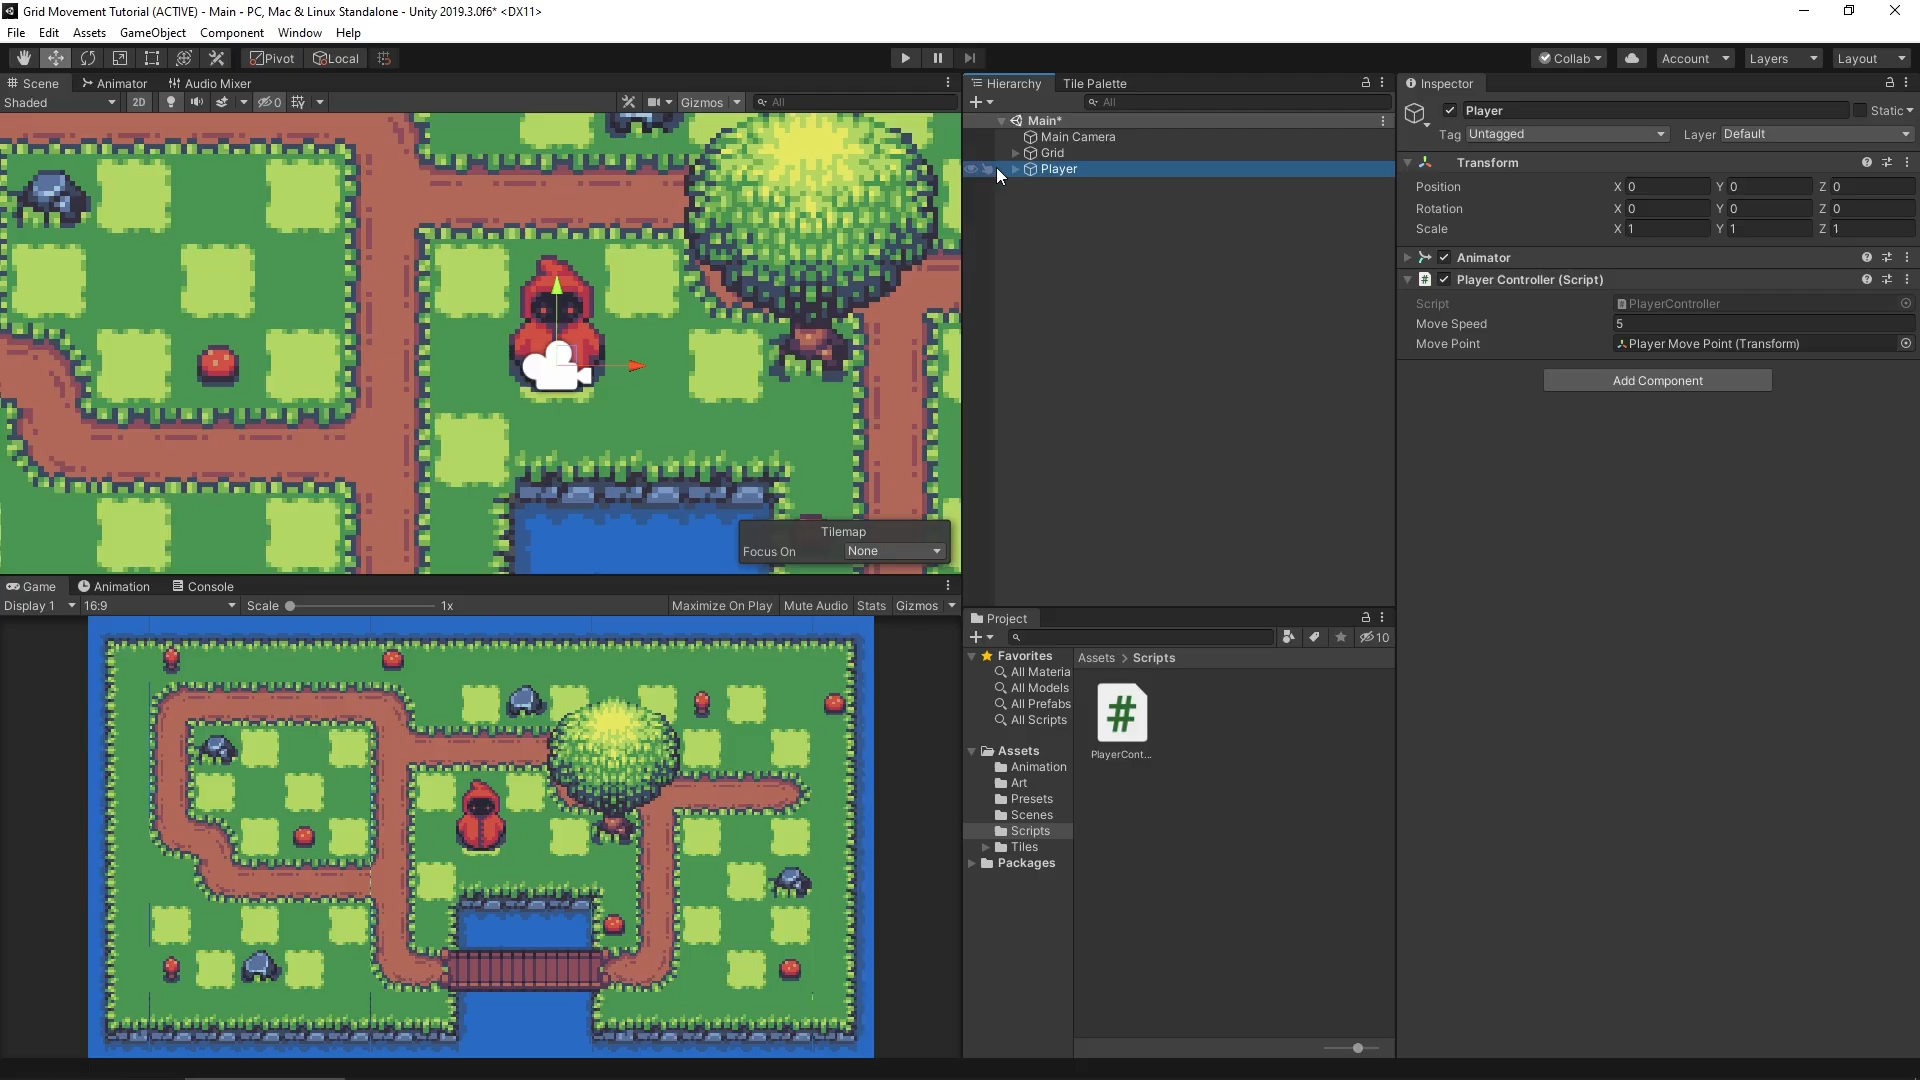 Grid Movement Tutorial (ACTIVE) - Main - PC, Mac & Linux Standalone - Unity 2019.3.0f6* <DX11>
File Edit Assets GameObject Component Window Help
Pivot Local Collab Account Layers Layout
Scene Animator Audio Mixer
Shaded 2D 0 Gizmos All
Tilemap
Focus On None
Game Animation Console
Display 1 16:9 Scale 1x Maximize On Play Mute Audio Stats Gizmos
Hierarchy Tile Palette
All
Main*
Main Camera
Grid
Player
Project
10
Favorites
All Materia
All Models
All Prefabs
All Scripts
Assets
Animation
Art
Presets
Scenes
Scripts
Tiles
Packages
Assets > Scripts
#
PlayerCont...
Inspector
Player Static
Tag Untagged Layer Default
Transform
Position X 0 Y 0 Z 0
Rotation X 0 Y 0 Z 0
Scale X 1 Y 1 Z 1
Animator
# Player Controller (Script)
Script PlayerController
Move Speed 5
Move Point Player Move Point (Transform)
Add Component